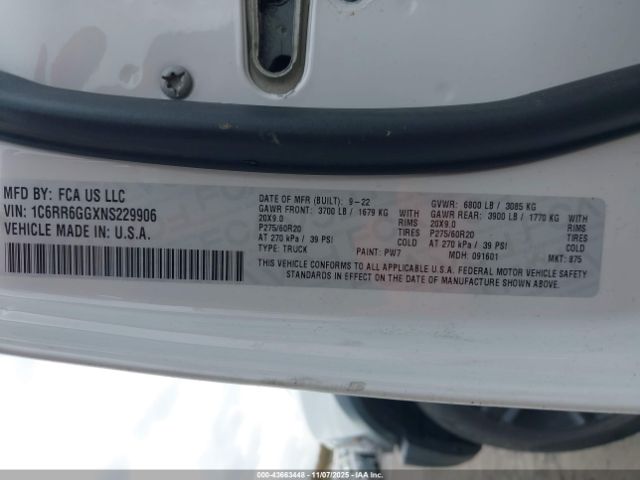 MFD BY: FCA US LLC
VIN: 1C6RR6GGXNS229906
VEHICLE MADE IN: U.S.A.
DATE OF MFR (BUILT): 9-22 GVWR: 6800 LB / 3085 KG
GAWR FRONT: 3700 LB / 1679 KG WITH GAWR REAR: 3900 LB / 1770 KG WITH
20X9.0 RIMS 20X9.0 RIMS
P275/60R20 TIRES P275/60R20 TIRES
AT 270 kPa / 39 PSI COLD AT 270 kPa / 39 PSI COLD
TYPE: TRUCK PAINT: PW7 MDH: 091601 MKT: 875
THIS VEHICLE CONFORMS TO ALL APPLICABLE U.S.A. FEDERAL MOTOR VEHICLE SAFETY
STANDARDS IN EFFECT ON THE DATE OF MANUFACTURE SHOWN ABOVE.
000-43663448 - 11/07/2025 - IAAI.COM